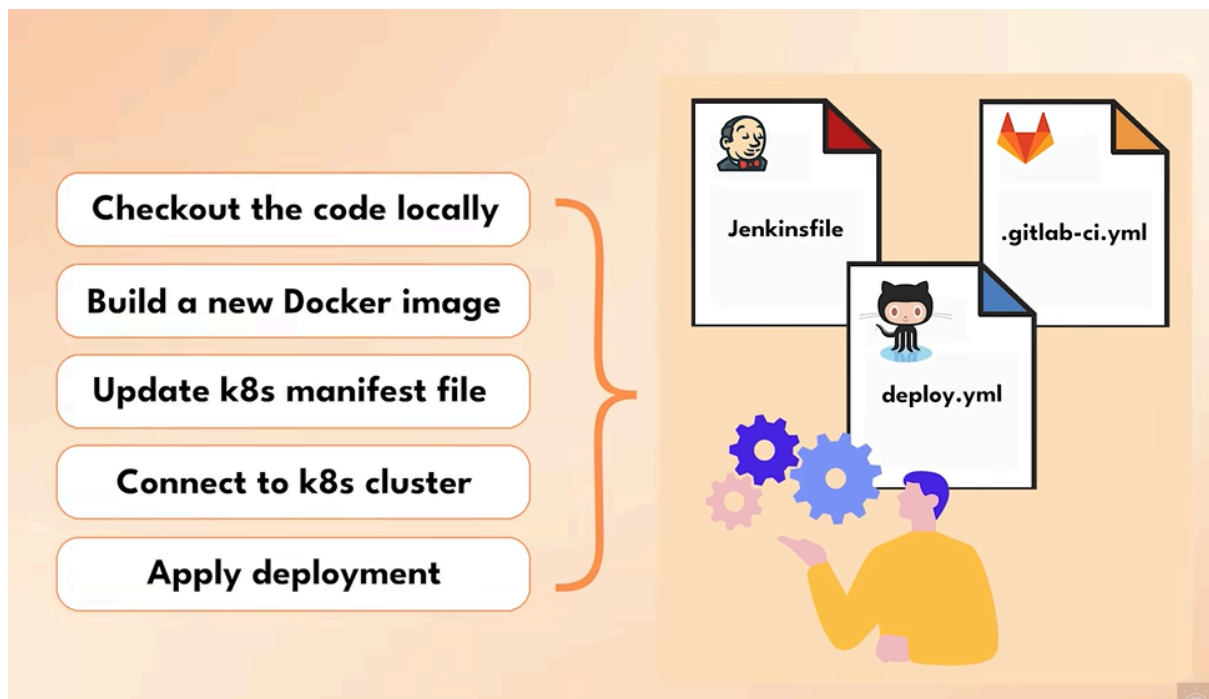 Checkout the code locally
Build a new Docker image
Update k8s manifest file
Connect to k8s cluster
Apply deployment
Jenkinsfile
.gitlab-ci.yml
deploy.yml